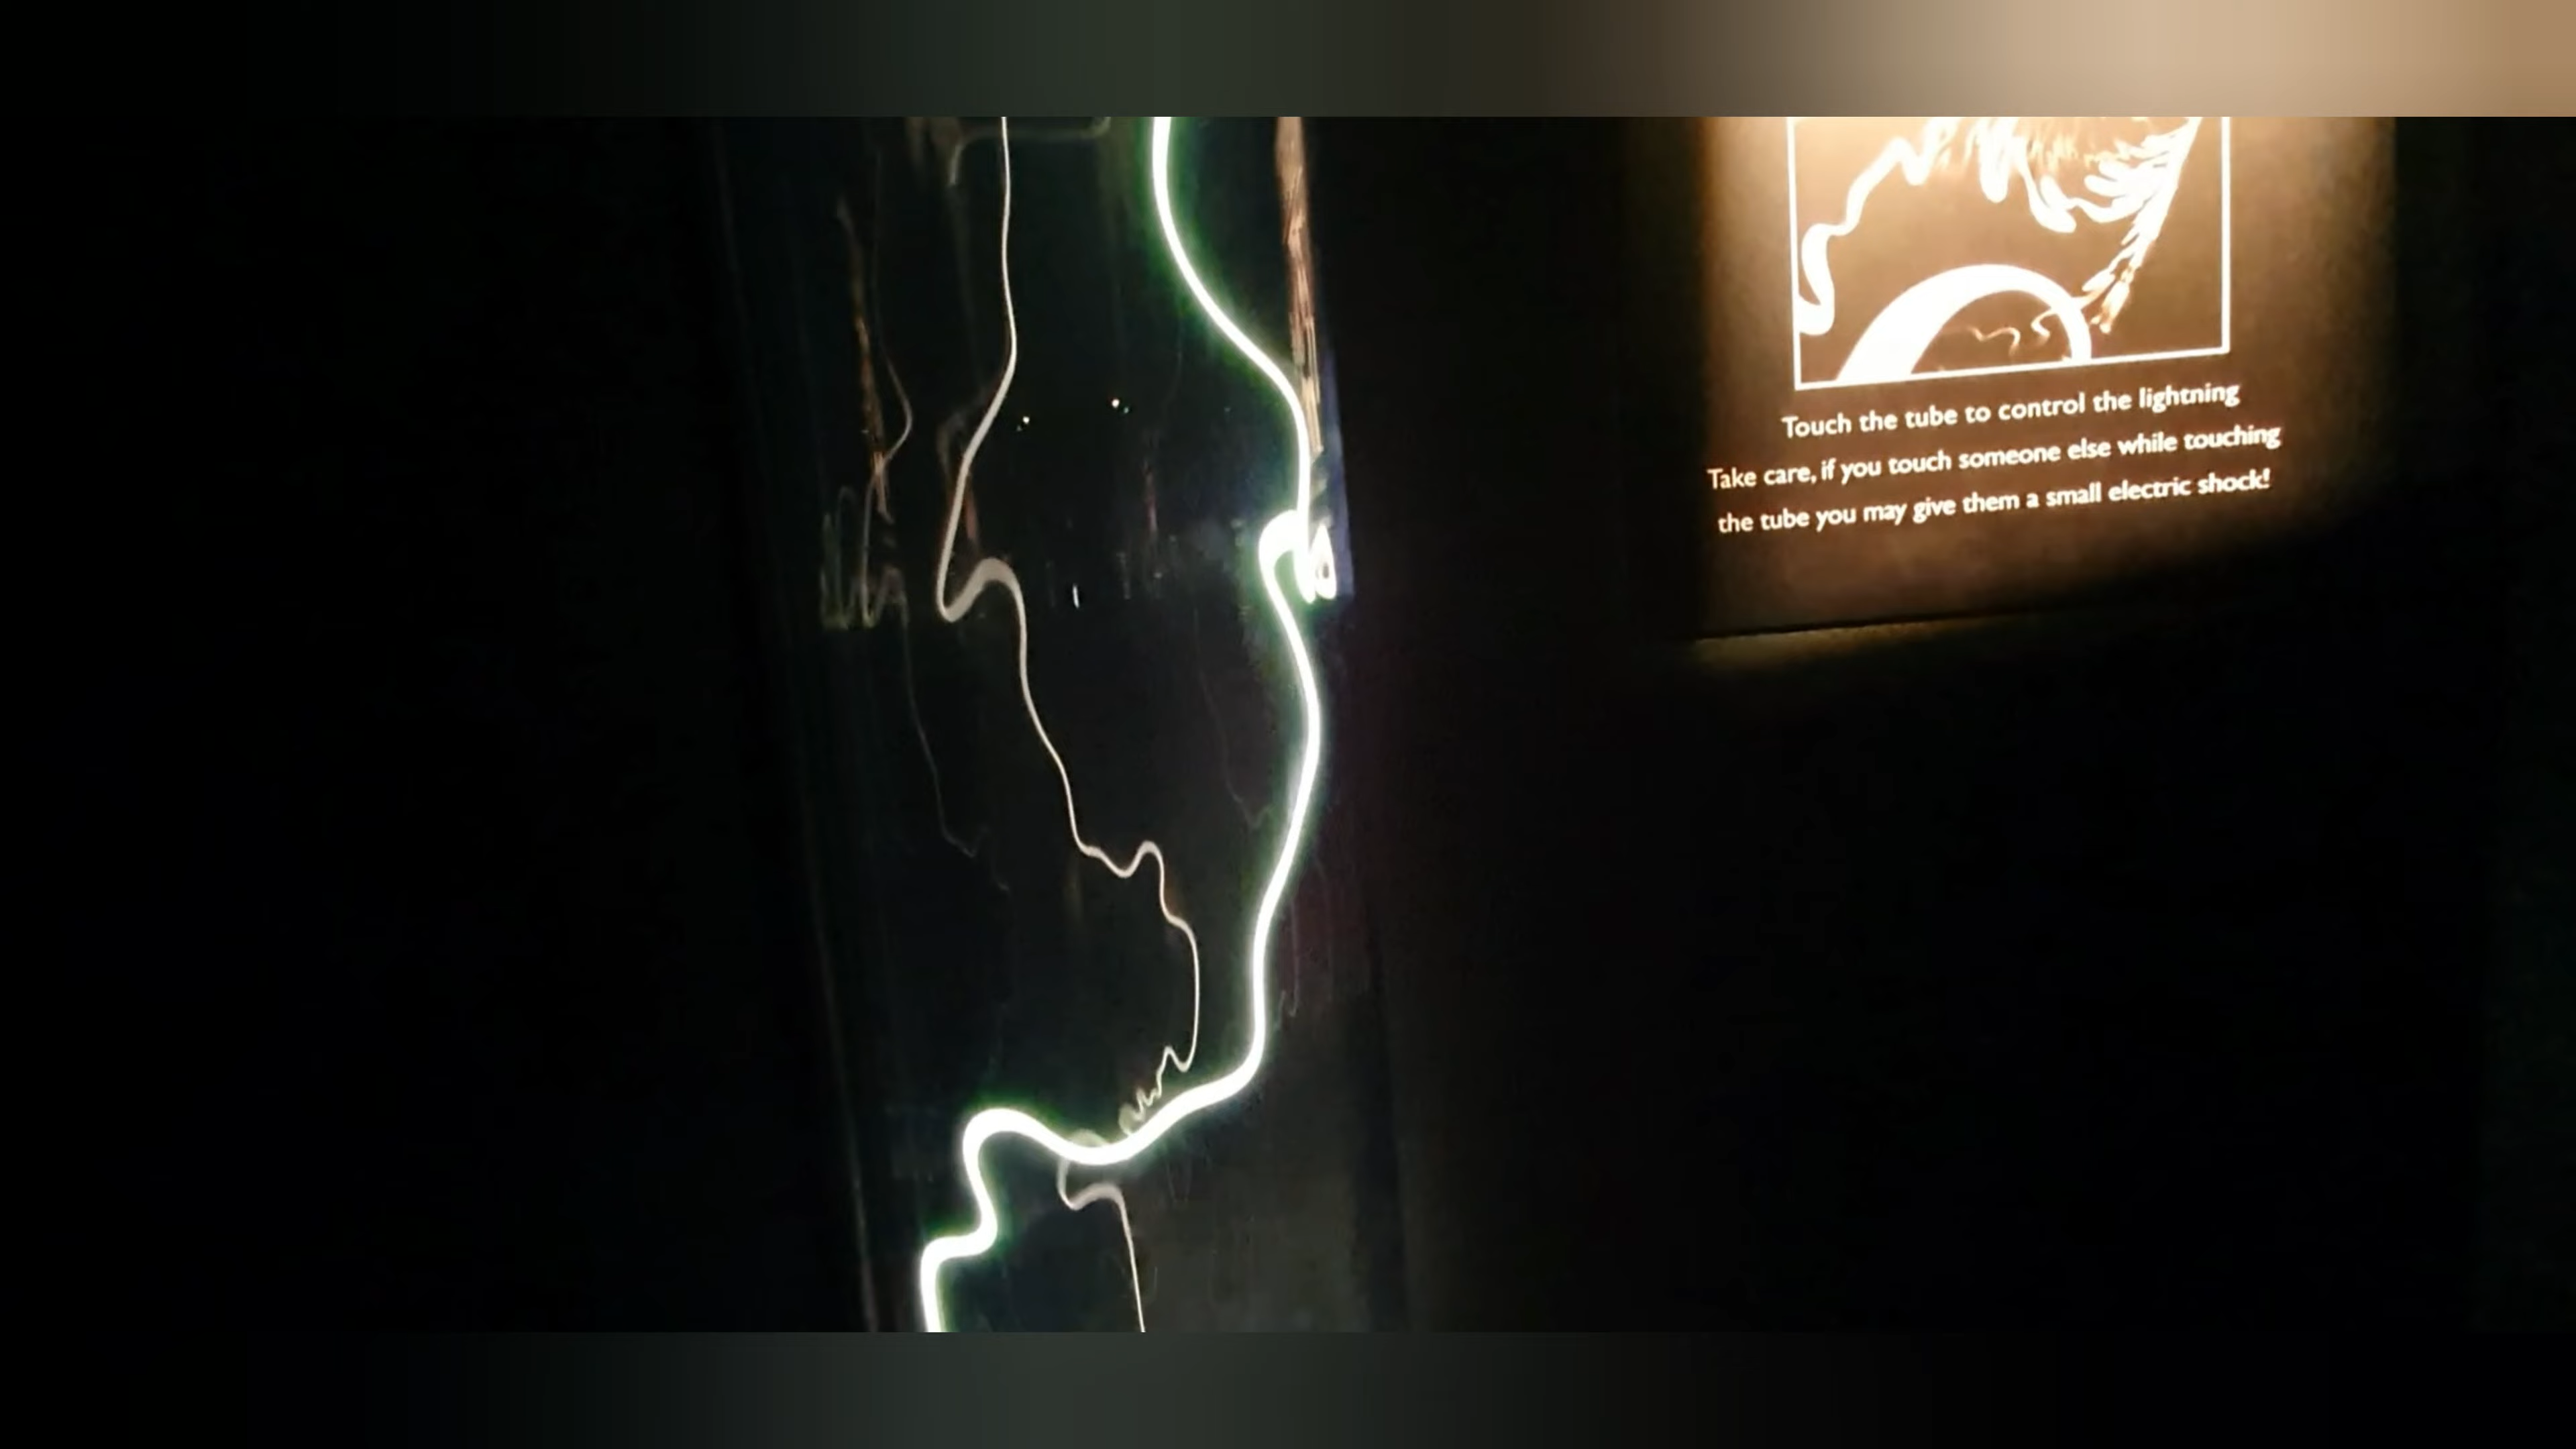 Touch the tube to control the lightning
Take care, if you touch someone else while touching
the tube you may give them a small electric shock!